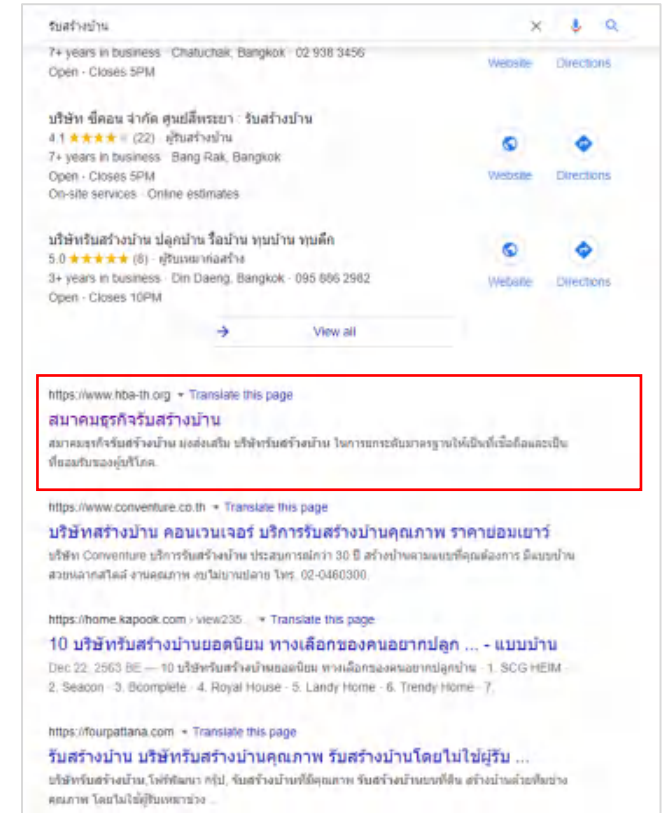 รับสร้างบ้าน
7+ years in business · Chatuchak, Bangkok · 02 938 3456
Open · Closes 5PM
Website
Directions
บริษัท ซีคอน จำกัด ศูนย์สี่พระยา : รับสร้างบ้าน
4.1 ★★★★ (22) · ผู้รับสร้างบ้าน
7+ years in business · Bang Rak, Bangkok
Open · Closes 5PM
On-site services · Online estimates
Website
Directions
บริษัทรับสร้างบ้าน ปลูกบ้าน รื้อบ้าน ทุบบ้าน ทุบตึก
5.0 ★★★★★ (8) · ผู้รับเหมาก่อสร้าง
3+ years in business · Din Daeng, Bangkok · 095 886 2982
Open · Closes 10PM
Website
Directions
→ View all
https://www.hba-th.org ▾ Translate this page
สมาคมธุรกิจรับสร้างบ้าน
สมาคมธุรกิจรับสร้างบ้าน มุ่งส่งเสริม บริษัทรับสร้างบ้าน ในการยกระดับมาตรฐานให้เป็นที่เชื่อถือและเป็น
ที่ยอมรับของผู้บริโภค.
https://www.conventure.co.th ▾ Translate this page
บริษัทสร้างบ้าน คอนเวนเจอร์ บริการรับสร้างบ้านคุณภาพ ราคาย่อมเยาว์
บริษัท Conventure บริการรับสร้างบ้าน ประสบการณ์กว่า 30 ปี สร้างบ้านตามแบบที่คุณต้องการ มีแบบบ้าน
สวยหลากสไตล์ งานคุณภาพ งบไม่บานปลาย โทร. 02-0460300.
https://home.kapook.com › view235... ▾ Translate this page
10 บริษัทรับสร้างบ้านยอดนิยม ทางเลือกของคนอยากปลูก ... - แบบบ้าน
Dec 22, 2563 BE — 10 บริษัทรับสร้างบ้านยอดนิยม ทางเลือกของคนอยากปลูกบ้าน · 1. SCG HEIM ·
2. Seacon · 3. Bcomplete · 4. Royal House · 5. Landy Home · 6. Trendy Home · 7.
https://fourpattana.com ▾ Translate this page
รับสร้างบ้าน บริษัทรับสร้างบ้านคุณภาพ รับสร้างบ้านโดยไม่ใช้ผู้รับ ...
บริษัทรับสร้างบ้าน,โฟร์พัฒนา กรุ๊ป, รับสร้างบ้านที่มีคุณภาพ รับสร้างบ้านบนที่ดิน สร้างบ้านด้วยทีมช่าง
คุณภาพ โดยไม่ใช้ผู้รับเหมาช่วง ...